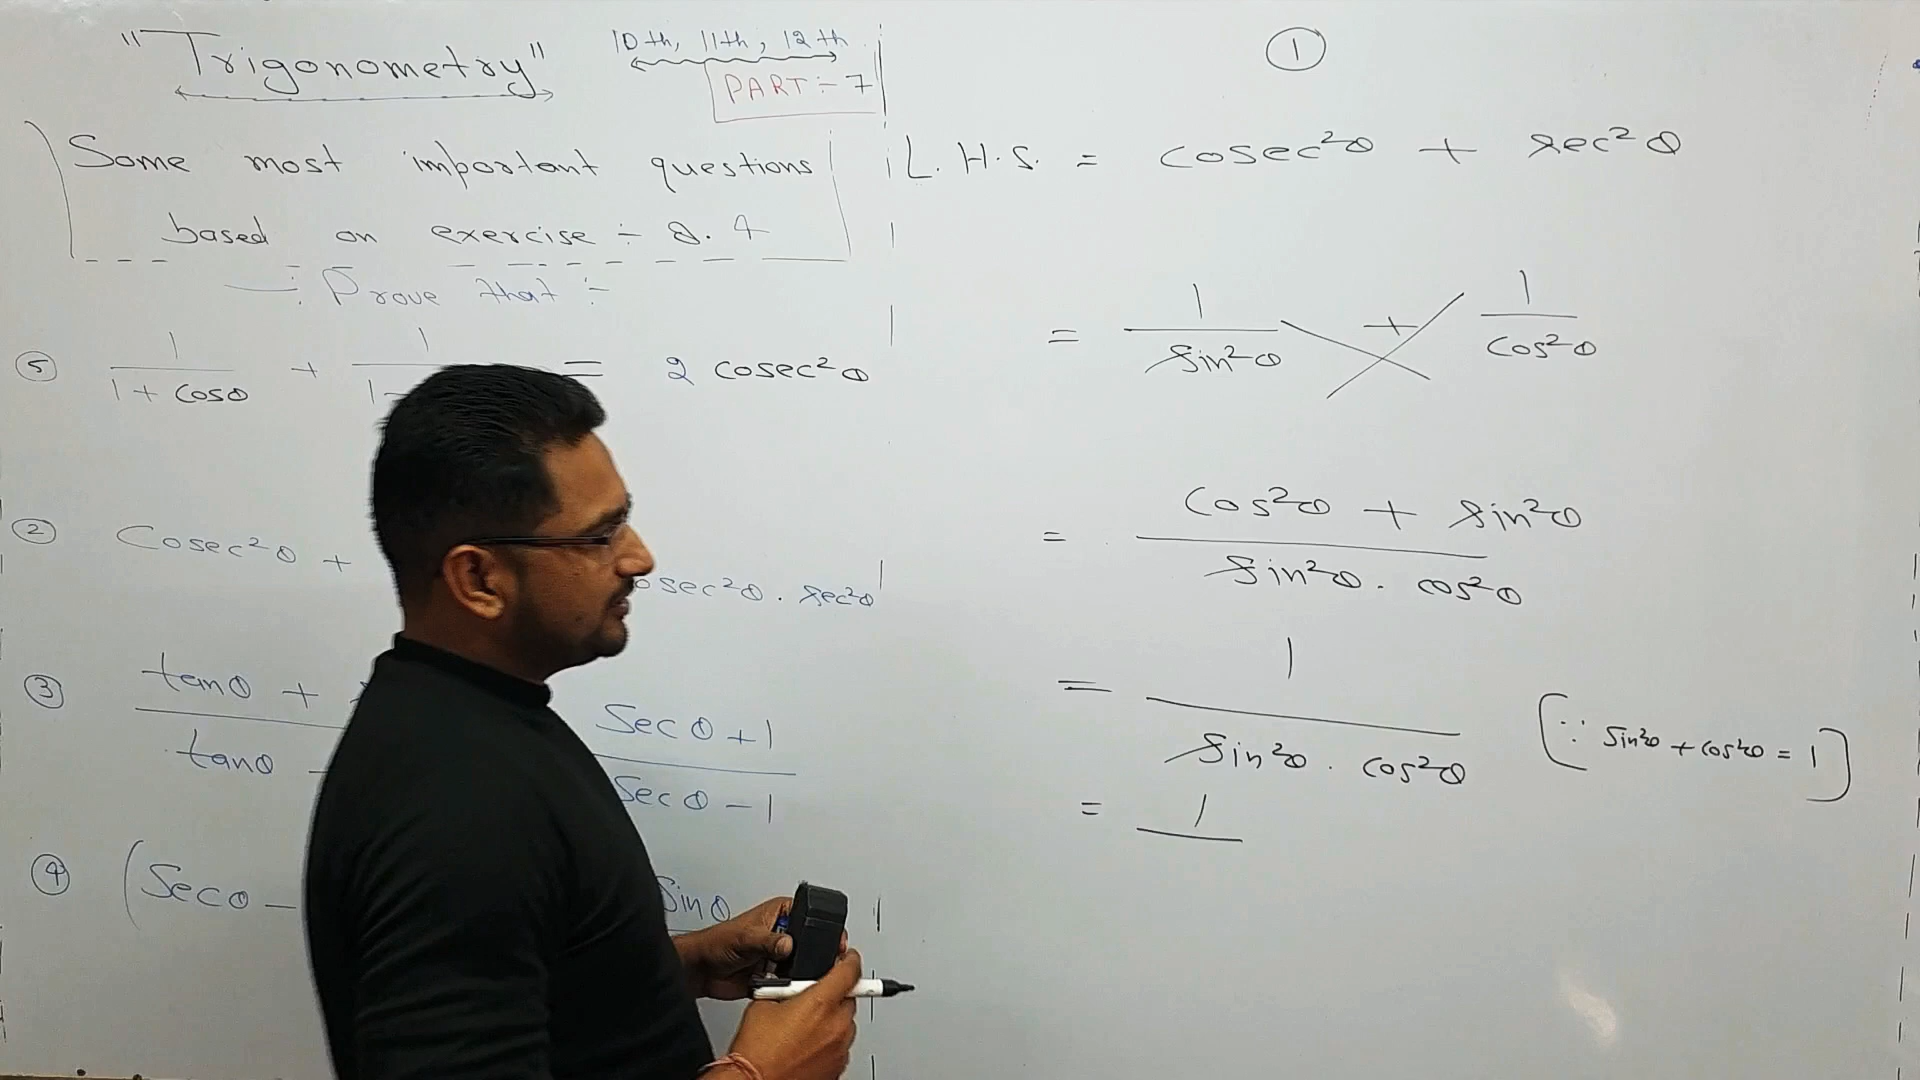 "Trigonometry"
10th, 11th, 12th
PART :- 7
Some most important questions
based on exercise :- 8.4
:- Prove that :-
⑤ 1/(1 + cosθ) + 1/1- = 2 cosec²θ
② Cosec²θ + osec²θ . sec²θ
③ tanθ + / tanθ - Secθ+1 / Secθ-1
④ (Secθ - Sinθ
①
L.H.S. = cosec²θ + sec²θ
= 1/sin²θ + 1/cos²θ
= (cos²θ + sin²θ)/(sin²θ . cos²θ)
= 1/(sin²θ . cos²θ) [∵ sin²θ + cos²θ = 1]
= 1/